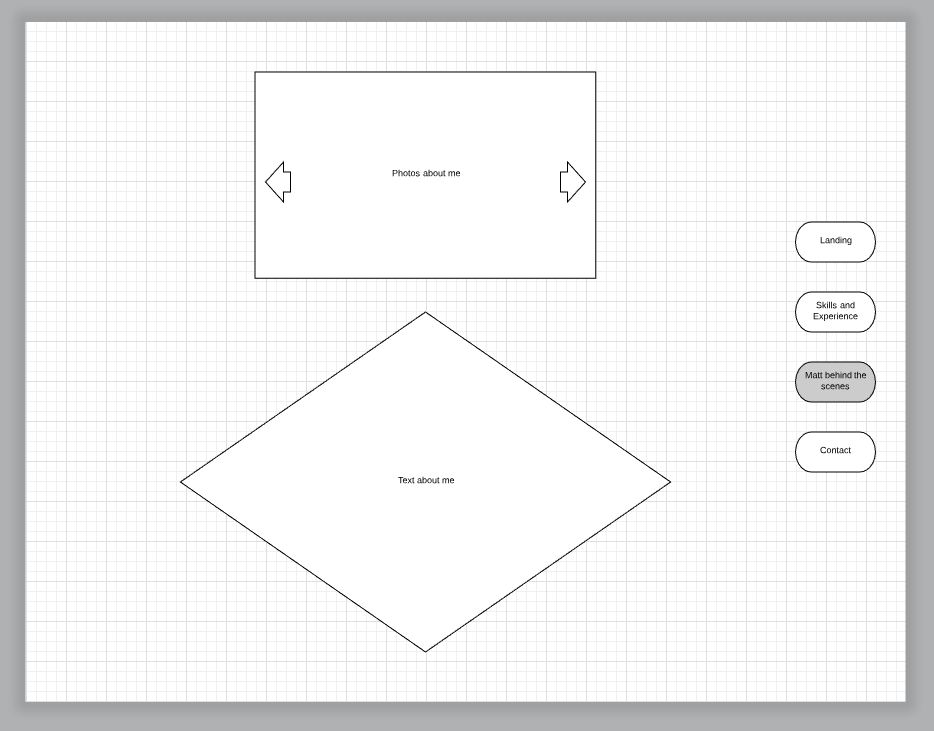 Photos about me
Landing
Skills and
Experience
Matt behind the
scenes
Contact
Text about me